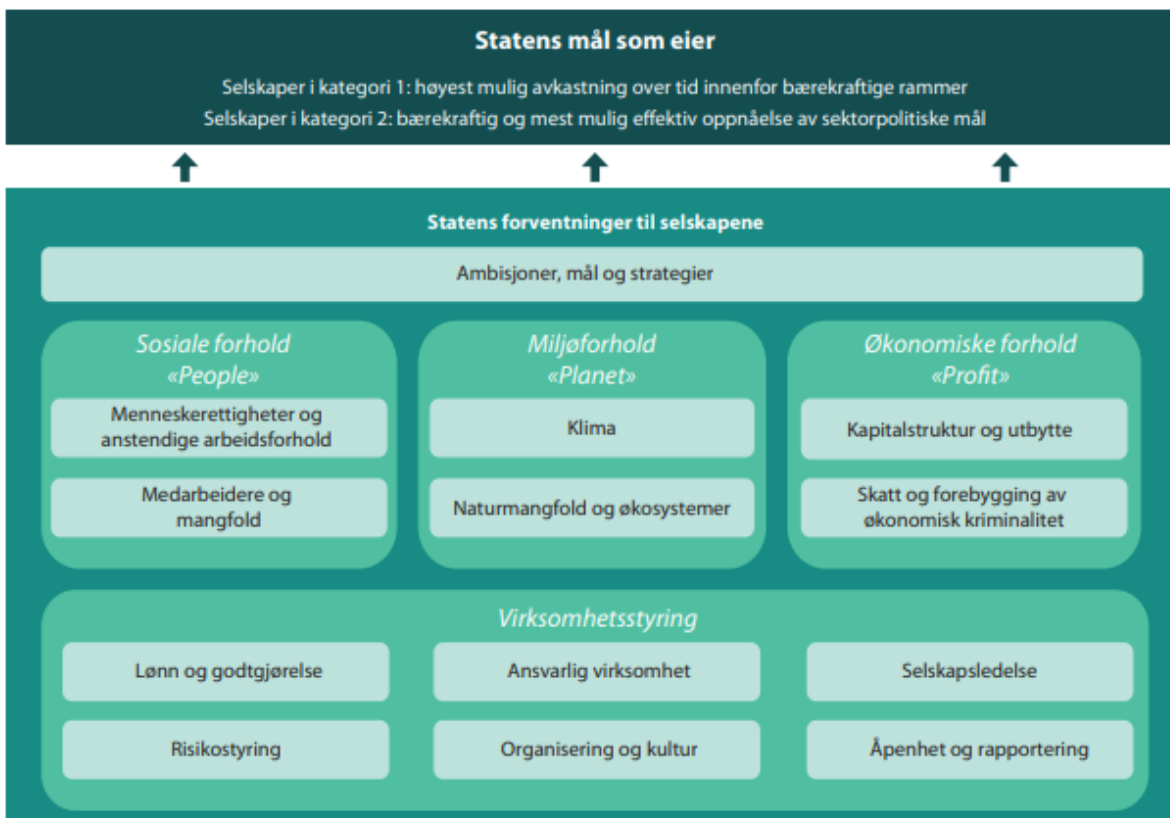 Statens mål som eier
Selskaper i kategori 1: høyest mulig avkastning over tid innenfor bærekraftige rammer
Selskaper i kategori 2: bærekraftig og mest mulig effektiv oppnåelse av sektorpolitiske mål
Statens forventninger til selskapene
Ambisjoner, mål og strategier
Sosiale forhold
«People»
Menneskerettigheter og
anstendige arbeidsforhold
Medarbeidere og
mangfold
Miljøforhold
«Planet»
Klima
Naturmangfold og økosystemer
Økonomiske forhold
«Profit»
Kapitalstruktur og utbytte
Skatt og forebygging av
økonomisk kriminalitet
Virksomhetsstyring
Lønn og godtgjørelse
Ansvarlig virksomhet
Selskapsledelse
Risikostyring
Organisering og kultur
Åpenhet og rapportering